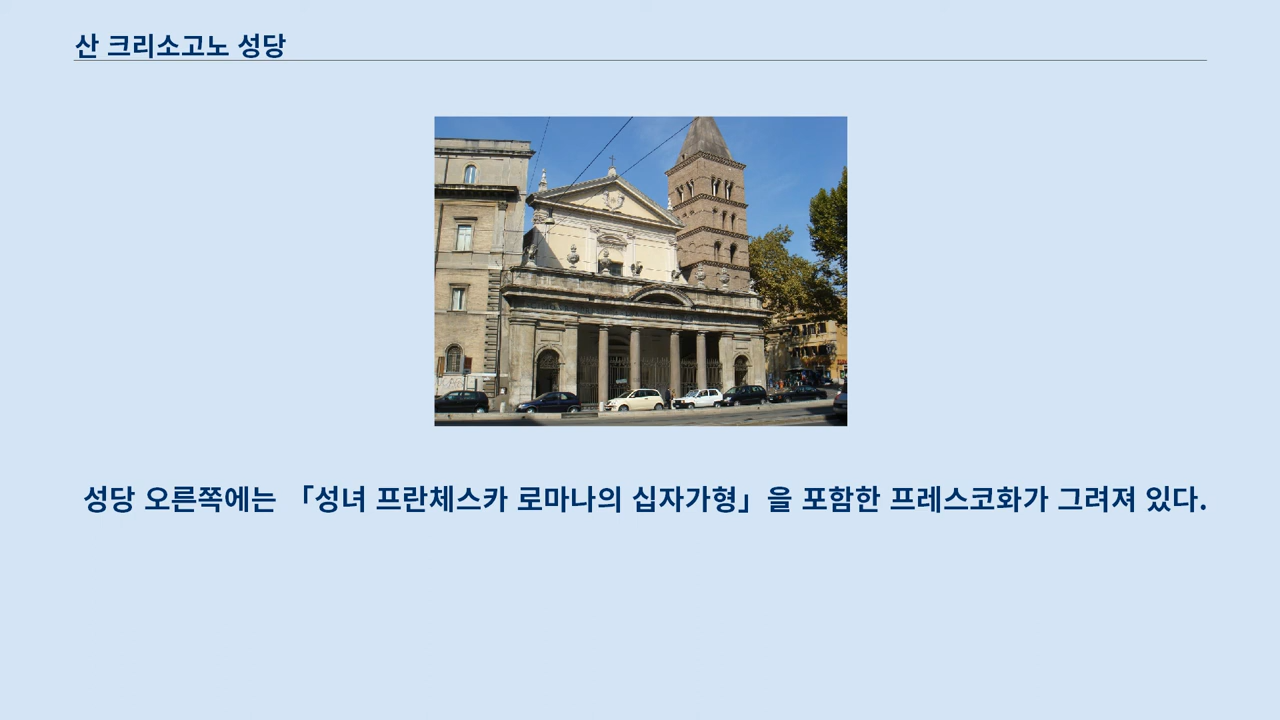 산 크리소고노 성당
성당 오른쪽에는 「성녀 프란체스카 로마나의 십자가형」을 포함한 프레스코화가 그려져 있다.